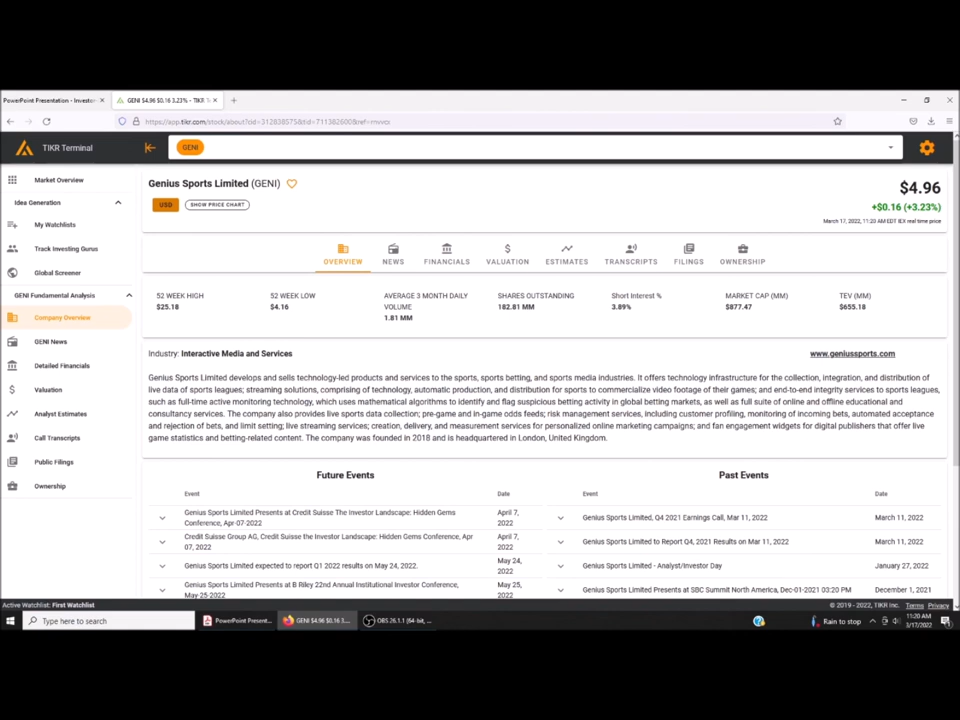 PowerPoint Presentation - Investor
GENI $4.96 $0.16 3.23% - TIKR
TIKR Terminal
GENI
Market Overview
Idea Generation
My Watchlists
Track Investing Gurus
Global Screener
GENI Fundamental Analysis
Company Overview
GENI News
Detailed Financials
Valuation
Analyst Estimates
Call Transcripts
Public Filings
Ownership
Genius Sports Limited (GENI)
USD
SHOW PRICE CHART
$4.96
+$0.16 (+3.23%)
March 17, 2022, 11:20 AM EDT IEX real time price
OVERVIEW
NEWS
FINANCIALS
VALUATION
ESTIMATES
TRANSCRIPTS
FILINGS
OWNERSHIP
52 WEEK HIGH
$25.18
52 WEEK LOW
$4.16
AVERAGE 3 MONTH DAILY
VOLUME
1.81 MM
SHARES OUTSTANDING
182.81 MM
Short Interest %
3.89%
MARKET CAP (MM)
$877.47
TEV (MM)
$655.18
Industry: Interactive Media and Services
www.geniussports.com
Genius Sports Limited develops and sells technology-led products and services to the sports, sports betting, and sports media industries. It offers technology infrastructure for the collection, integration, and distribution of
live data of sports leagues; streaming solutions, comprising of technology, automatic production, and distribution for sports to commercialize video footage of their games; and end-to-end integrity services to sports leagues,
such as full-time active monitoring technology, which uses mathematical algorithms to identify and flag suspicious betting activity in global betting markets, as well as full suite of online and offline educational and
consultancy services. The company also provides live sports data collection; pre-game and in-game odds feeds; risk management services, including customer profiling, monitoring of incoming bets, automated acceptance
and rejection of bets, and limit setting; live streaming services; creation, delivery, and measurement services for personalized online marketing campaigns; and fan engagement widgets for digital publishers that offer live
game statistics and betting-related content. The company was founded in 2018 and is headquartered in London, United Kingdom.
Future Events
Event
Date
Genius Sports Limited Presents at Credit Suisse The Investor Landscape: Hidden Gems
Conference, Apr-07-2022
April 7,
2022
Credit Suisse Group AG, Credit Suisse the Investor Landscape: Hidden Gems Conference, Apr
07, 2022
April 7,
2022
Genius Sports Limited expected to report Q1 2022 results on May 24, 2022.
May 24,
2022
Genius Sports Limited Presents at B Riley 22nd Annual Institutional Investor Conference,
May-25-2022
May 25,
2022
Past Events
Event
Date
Genius Sports Limited, Q4 2021 Earnings Call, Mar 11, 2022
March 11, 2022
Genius Sports Limited to Report Q4, 2021 Results on Mar 11, 2022
March 11, 2022
Genius Sports Limited - Analyst/Investor Day
January 27, 2022
Genius Sports Limited Presents at SBC Summit North America, Dec-01-2021 03:20 PM
December 1, 2021
Active Watchlist: First Watchlist
© 2019 - 2022, TIKR Inc. Terms Privacy
Type here to search
PowerPoint Present...
GENI $4.96 $0.16 3....
OBS 26.1.1 (64-bit, ...
Rain to stop
11:20 AM
3/17/2022